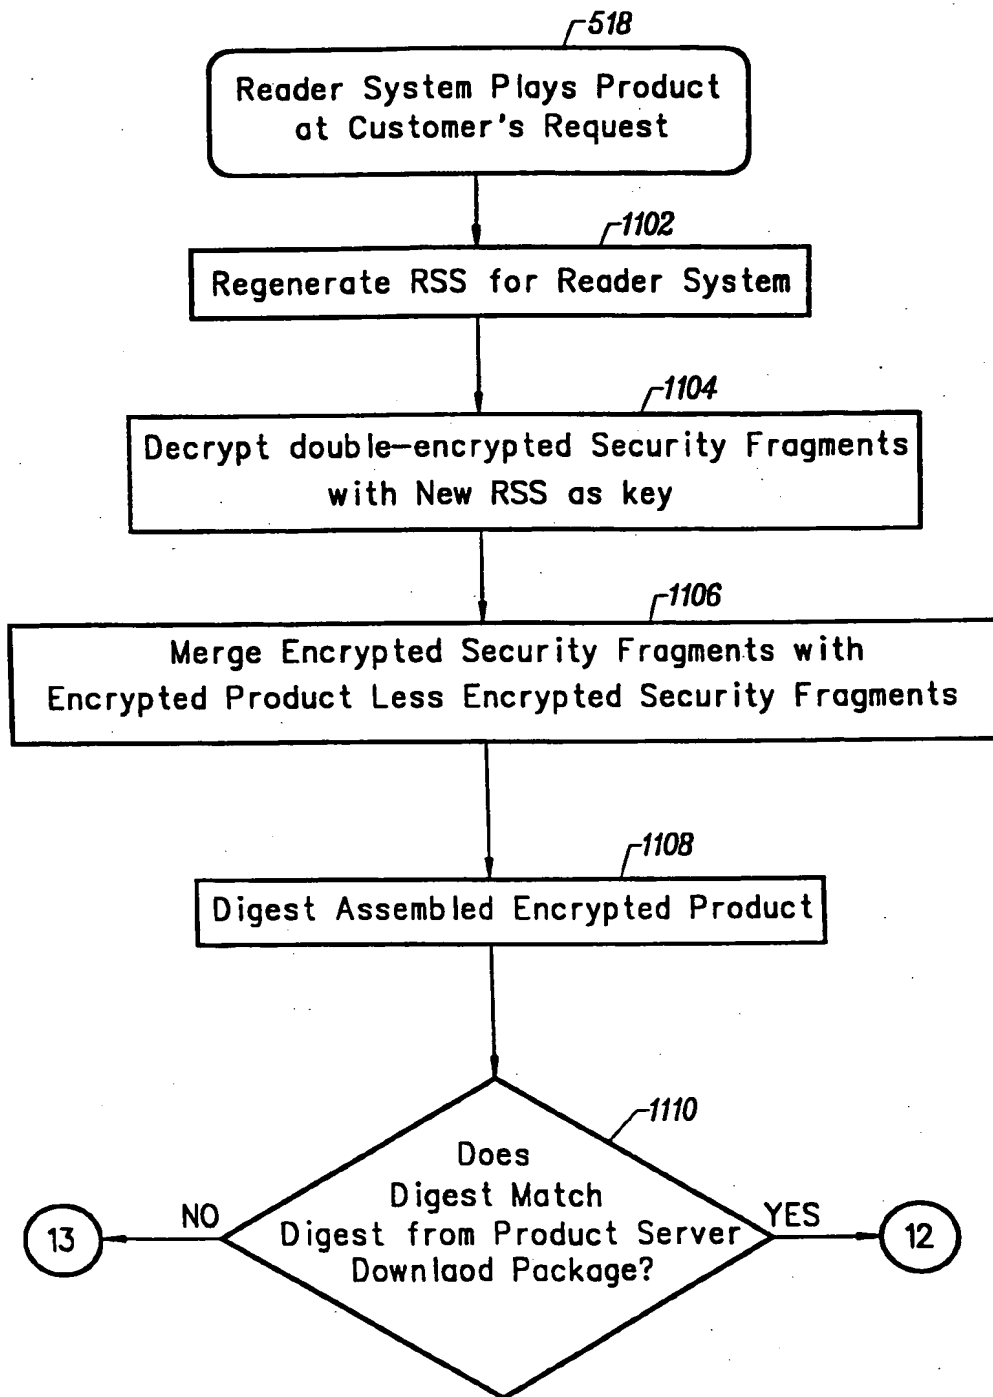 518
Reader System Plays Product
at Customer's Request
1102
Regenerate RSS for Reader System
1104
Decrypt double-encrypted Security Fragments
with New RSS as key
1106
Merge Encrypted Security Fragments with
Encrypted Product Less Encrypted Security Fragments
1108
Digest Assembled Encrypted Product
1110
Does
Digest Match
Digest from Product Server
Downlaod Package?
NO
YES
13
12